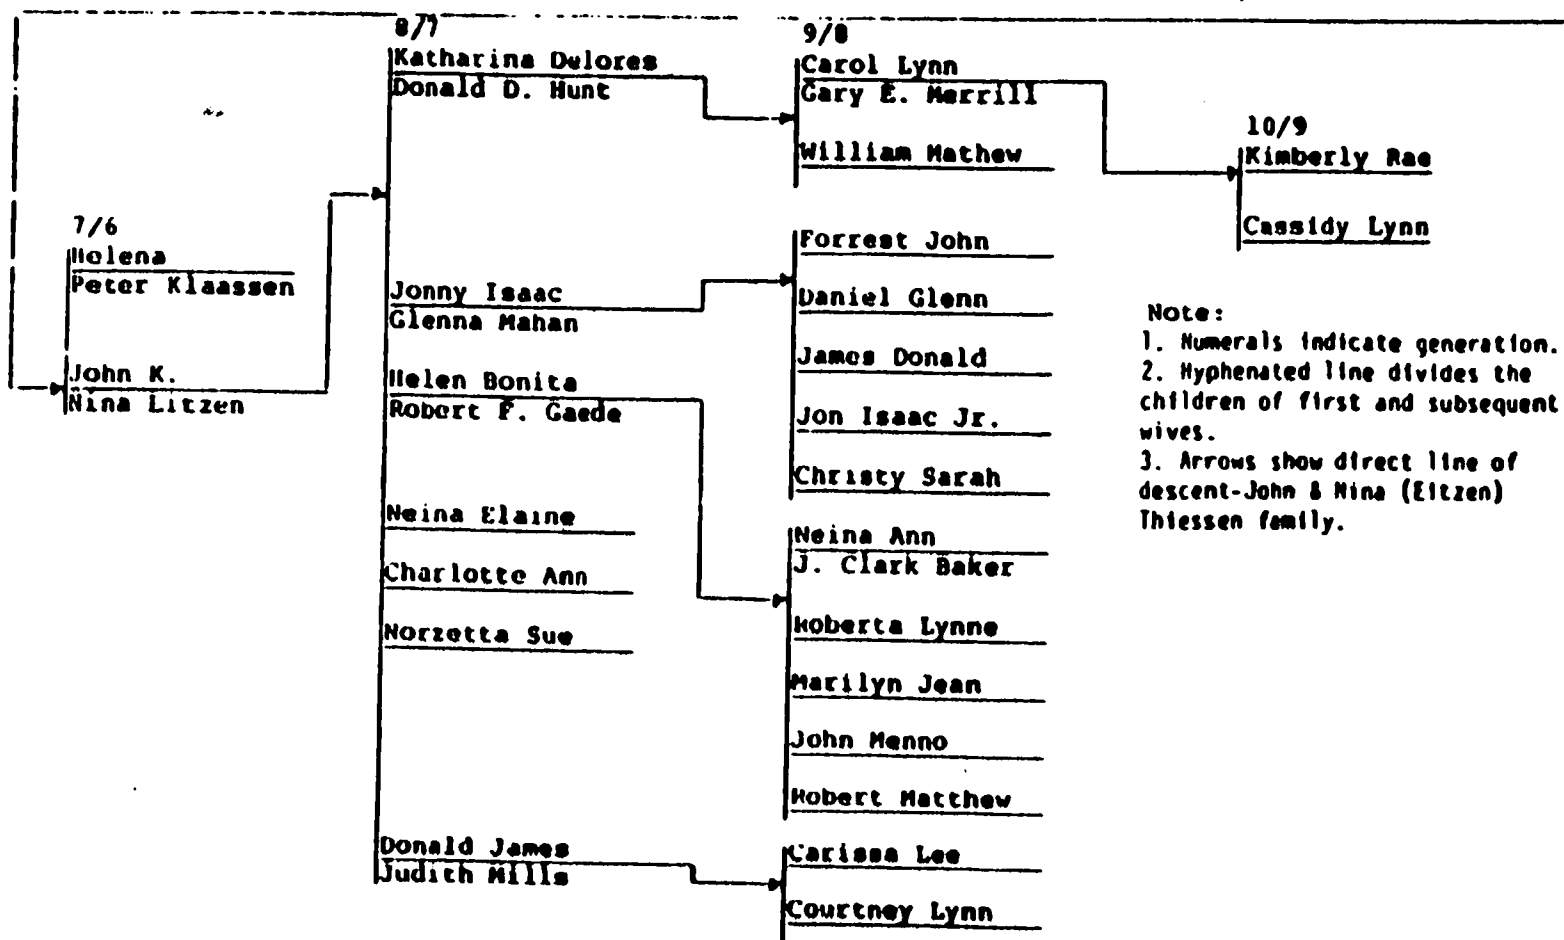 8/7
Katharina Delores
Donald D. Hunt
Jonny Isaac
Glenna Mahan
Helen Bonita
Robert F. Gaede
Neina Elaine
Charlotte Ann
Norzetta Sue
Donald James
Judith Mills
7/6
Helena
Peter Klaassen
John K.
Nina Litzen
9/8
Carol Lynn
Gary E. Merrill
William Mathew
Forrest John
Daniel Glenn
James Donald
Jon Isaac Jr.
Christy Sarah
Neina Ann
J. Clark Baker
Roberta Lynne
Marilyn Jean
John Menno
Robert Matthew
Carissa Lee
Courtney Lynn
10/9
Kimberly Rae
Cassidy Lynn
Note:
1. Numerals indicate generation.
2. Hyphenated line divides the
children of first and subsequent
wives.
3. Arrows show direct line of
descent-John & Nina (Eitzen)
Thiessen family.